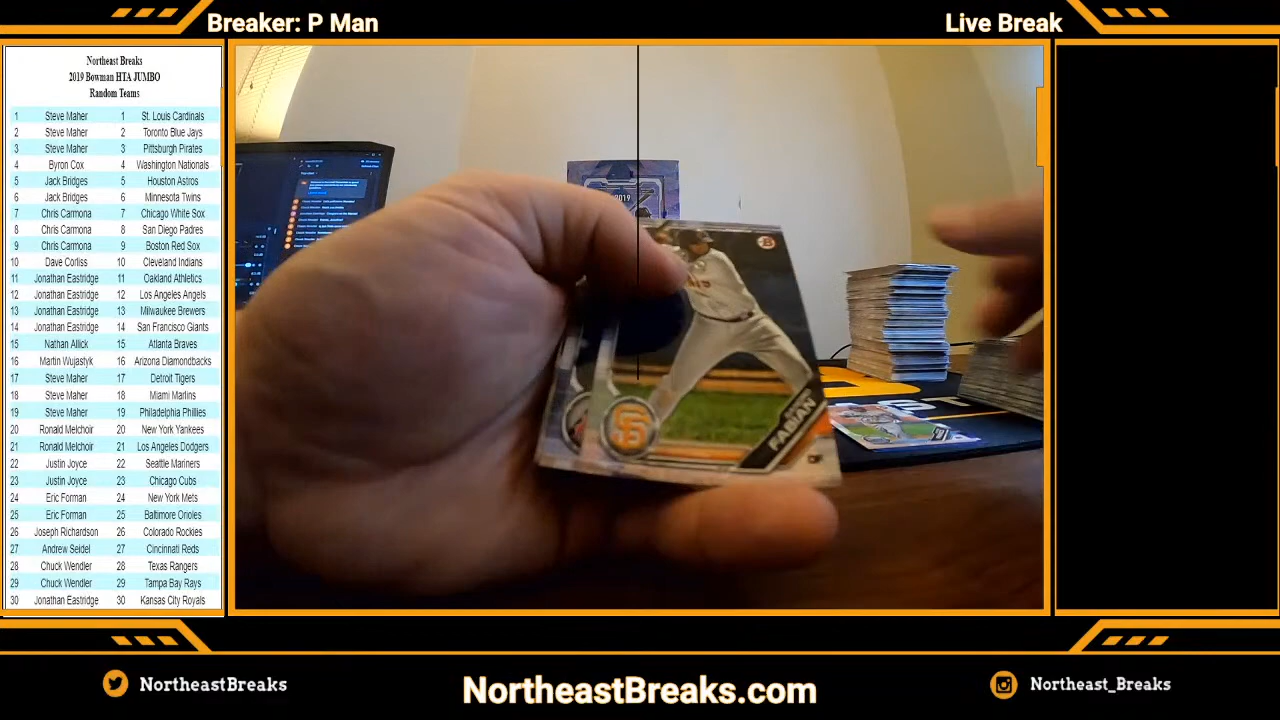 Breaker: P Man
Live Break
Northeast Breaks
2019 Bowman HTA JUMBO
Random Teams
1 Steve Maher 1 St. Louis Cardinals
2 Steve Maher 2 Toronto Blue Jays
3 Steve Maher 3 Pittsburgh Pirates
4 Byron Cox 4 Washington Nationals
5 Jack Bridges 5 Houston Astros
6 Jack Bridges 6 Minnesota Twins
7 Chris Carmona 7 Chicago White Sox
8 Chris Carmona 8 San Diego Padres
9 Chris Carmona 9 Boston Red Sox
10 Dave Corliss 10 Cleveland Indians
11 Jonathan Eastridge 11 Oakland Athletics
12 Jonathan Eastridge 12 Los Angeles Angels
13 Jonathan Eastridge 13 Milwaukee Brewers
14 Jonathan Eastridge 14 San Francisco Giants
15 Nathan Allick 15 Atlanta Braves
16 Martin Wujastyk 16 Arizona Diamondbacks
17 Steve Maher 17 Detroit Tigers
18 Steve Maher 18 Miami Marlins
19 Steve Maher 19 Philadelphia Phillies
20 Ronald Melchoir 20 New York Yankees
21 Ronald Melchoir 21 Los Angeles Dodgers
22 Justin Joyce 22 Seattle Mariners
23 Justin Joyce 23 Chicago Cubs
24 Eric Forman 24 New York Mets
25 Eric Forman 25 Baltimore Orioles
26 Joseph Richardson 26 Colorado Rockies
27 Andrew Seidel 27 Cincinnati Reds
28 Chuck Wendler 28 Texas Rangers
29 Chuck Wendler 29 Tampa Bay Rays
30 Jonathan Eastridge 30 Kansas City Royals
2019
B
SF
FABIAN
NortheastBreaks
NortheastBreaks.com
Northeast_Breaks